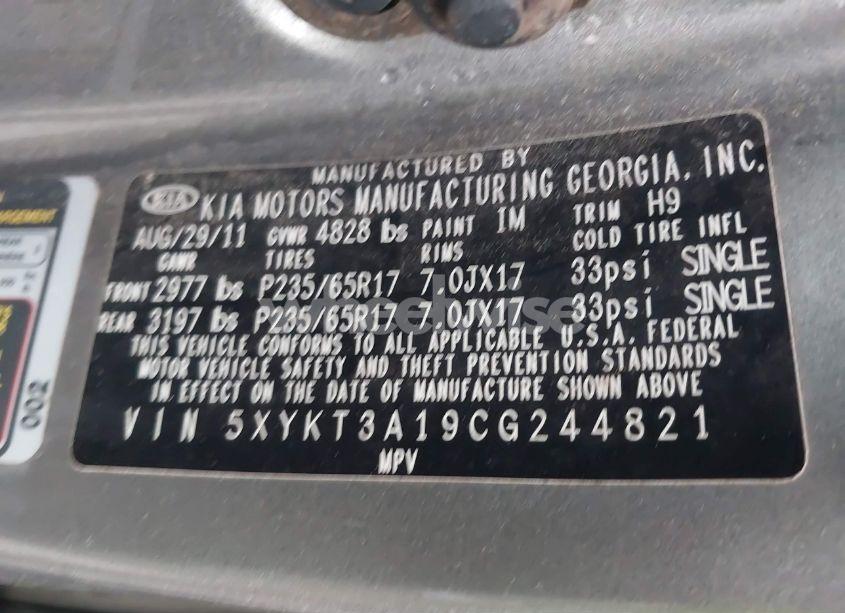 MANUFACTURED BY
KIA KIA MOTORS MANUFACTURING GEORGIA, INC.
AUG/29/11 GVWR 4828 lbs PAINT IM TRIM H9
GAWR TIRES RIMS COLD TIRE INFL
FRONT 2977 lbs P235/65R17 7.0JX17 33psi SINGLE
REAR 3197 lbs P235/65R17 7.0JX17 33psi SINGLE
THIS VEHICLE CONFORMS TO ALL APPLICABLE U.S.A. FEDERAL
MOTOR VEHICLE SAFETY AND THEFT PREVENTION STANDARDS
IN EFFECT ON THE DATE OF MANUFACTURE SHOWN ABOVE
VIN 5XYKT3A19CG244821
MPV
002